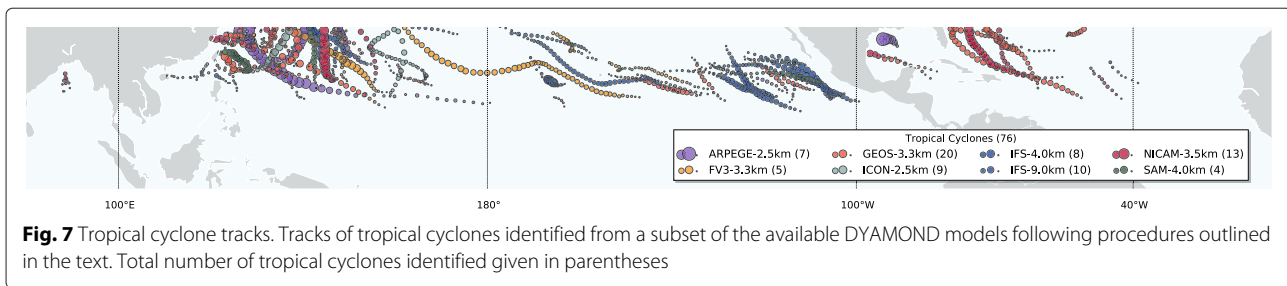 Tropical Cyclones (76)
ARPEGE-2.5km (7) GEOS-3.3km (20) IFS-4.0km (8) NICAM-3.5km (13)
FV3-3.3km (5) ICON-2.5km (9) IFS-9.0km (10) SAM-4.0km (4)
100°E 180° 100°W 40°W
Fig. 7 Tropical cyclone tracks. Tracks of tropical cyclones identified from a subset of the available DYAMOND models following procedures outlined
in the text. Total number of tropical cyclones identified given in parentheses